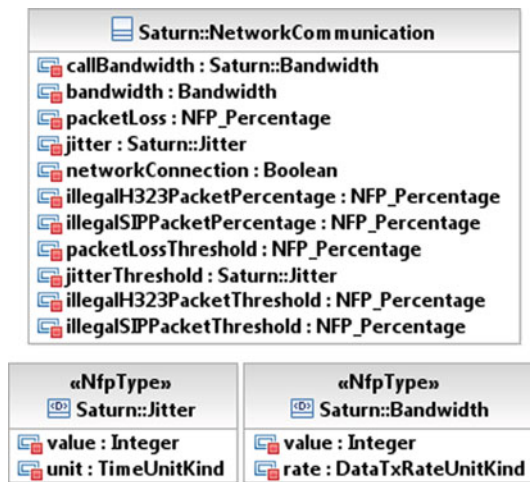 Saturn::NetworkCommunication
callBandwidth : Saturn::Bandwidth
bandwidth : Bandwidth
packetLoss : NFP_Percentage
jitter : Saturn::Jitter
networkConnection : Boolean
illegalH323PacketPercentage : NFP_Percentage
illegalSIPPacketPercentage : NFP_Percentage
packetLossThreshold : NFP_Percentage
jitterThreshold : Saturn::Jitter
illegalH323PacketThreshold : NFP_Percentage
illegalSIPPacketThreshold : NFP_Percentage
«NfpType»
<D> Saturn::Jitter
value : Integer
unit : TimeUnitKind
«NfpType»
<D> Saturn::Bandwidth
value : Integer
rate : DataTxRateUnitKind